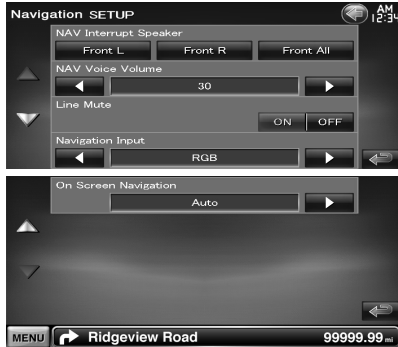 Navigation SETUP
AM
12:34
NAV Interrupt Speaker
Front L Front R Front All
NAV Voice Volume
30
Line Mute
ON OFF
Navigation Input
RGB
On Screen Navigation
Auto
MENU Ridgeview Road 99999.99 mi